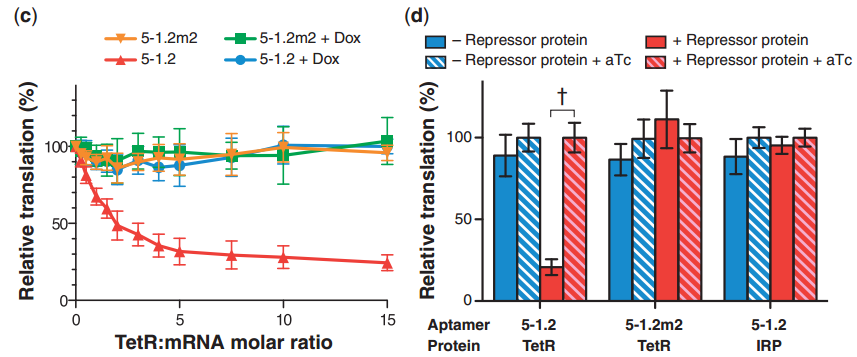 (c)
5-1.2m2
5-1.2m2 + Dox
5-1.2
5-1.2 + Dox
Relative translation (%)
100
50
0
0 5 10 15
TetR:mRNA molar ratio
(d)
– Repressor protein
+ Repressor protein
– Repressor protein + aTc
+ Repressor protein + aTc
†
Relative translation (%)
100
50
0
Aptamer 5-1.2 5-1.2m2 5-1.2
Protein TetR TetR IRP